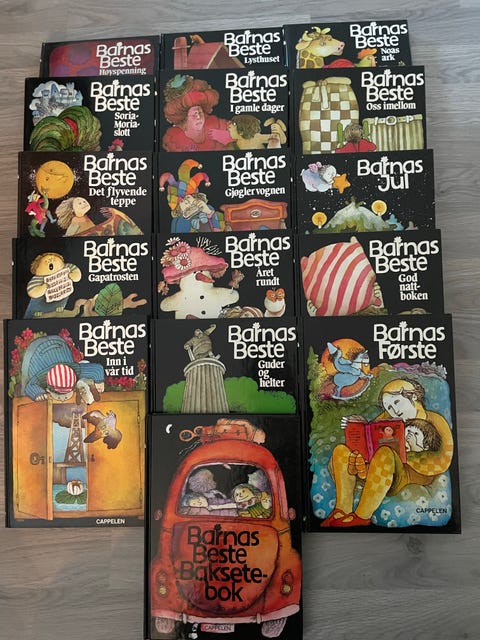 Barnas
Beste
Høyspenning
Barnas
Beste
Lysthuset
Barnas
Beste
Noas
ark
Barnas
Beste
Soria-
Moria-
slott
Barnas
Beste
I gamle dager
Barnas
Beste
Oss imellom
Barnas
Beste
Det flyvende
teppe
Barnas
Beste
Gjøglervognen
Barnas
Jul
Barnas
Beste
Gapatrosten
Barnas
Beste
Året
rundt
Barnas
Beste
God
natt-
boken
Barnas
Beste
Inn i
vår tid
CAPPELEN
Barnas
Beste
Guder
og
helter
Barnas
Første
CAPPELEN
Barnas
Beste
Baksete-
bok
CAPPELEN